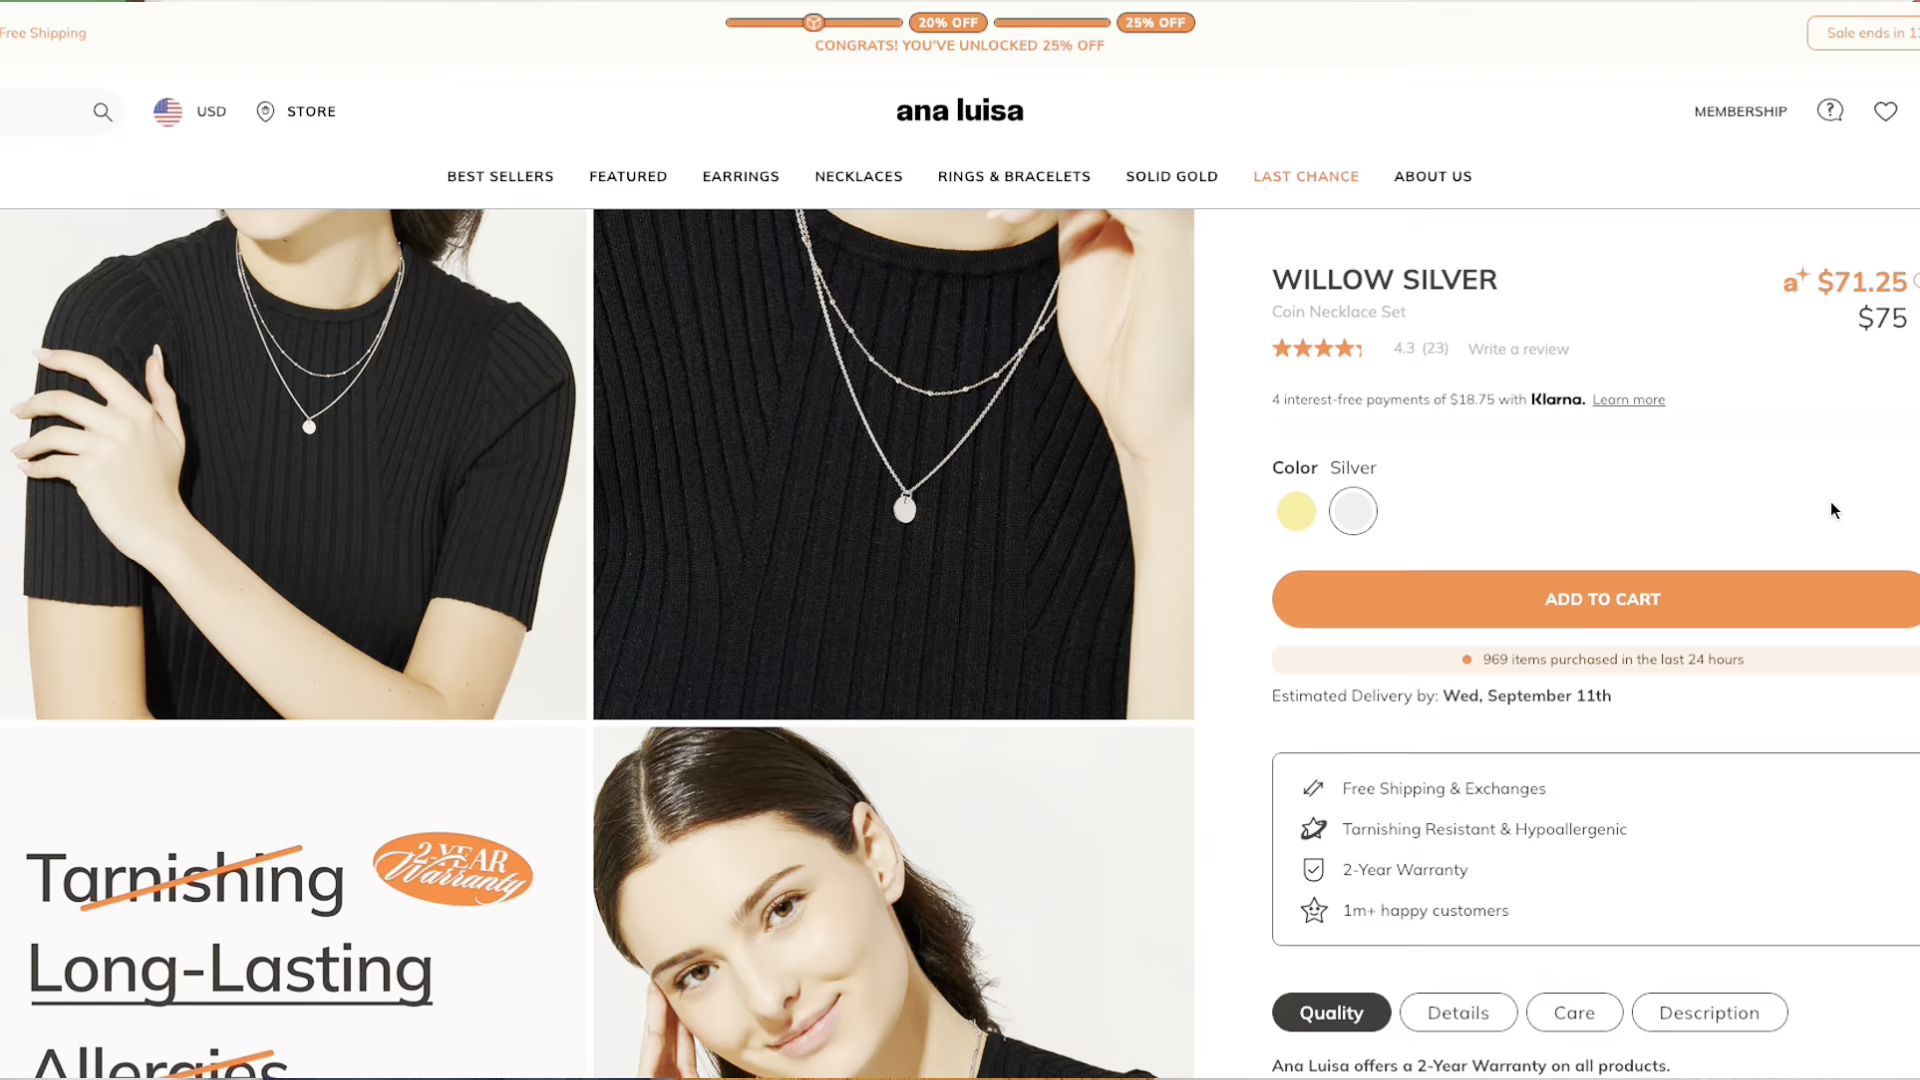 Free Shipping
20% OFF
25% OFF
CONGRATS! YOU'VE UNLOCKED 25% OFF
Sale ends in
USD
STORE
ana luisa
MEMBERSHIP
BEST SELLERS
FEATURED
EARRINGS
NECKLACES
RINGS & BRACELETS
SOLID GOLD
LAST CHANCE
ABOUT US
WILLOW SILVER
a $71.25
Coin Necklace Set
$75
4.3 (23)
Write a review
4 interest-free payments of $18.75 with Klarna. Learn more
Color Silver
ADD TO CART
969 items purchased in the last 24 hours
Estimated Delivery by: Wed, September 11th
Free Shipping & Exchanges
Tarnishing Resistant & Hypoallergenic
2-Year Warranty
1m+ happy customers
Tarnishing
2-YEAR
Warranty
Long-Lasting
Allergies
Quality
Details
Care
Description
Ana Luisa offers a 2-Year Warranty on all products.